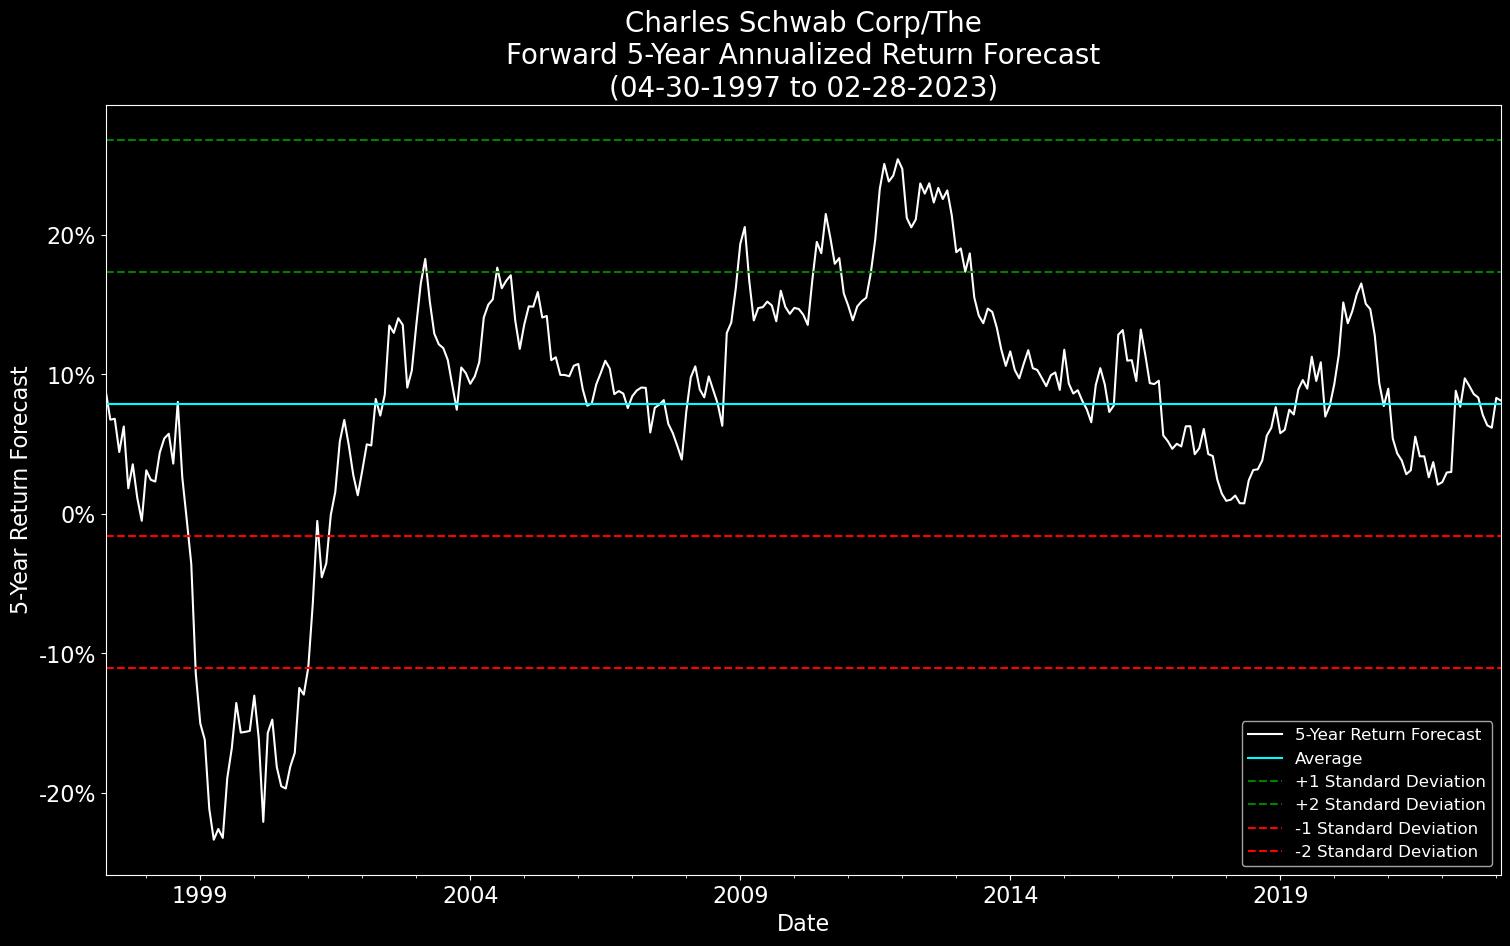 Charles Schwab Corp/The
Forward 5-Year Annualized Return Forecast
(04-30-1997 to 02-28-2023)
5-Year Return Forecast
20%
10%
0%
-10%
-20%
5-Year Return Forecast
Average
+1 Standard Deviation
+2 Standard Deviation
-1 Standard Deviation
-2 Standard Deviation
1999
2004
2009
2014
2019
Date